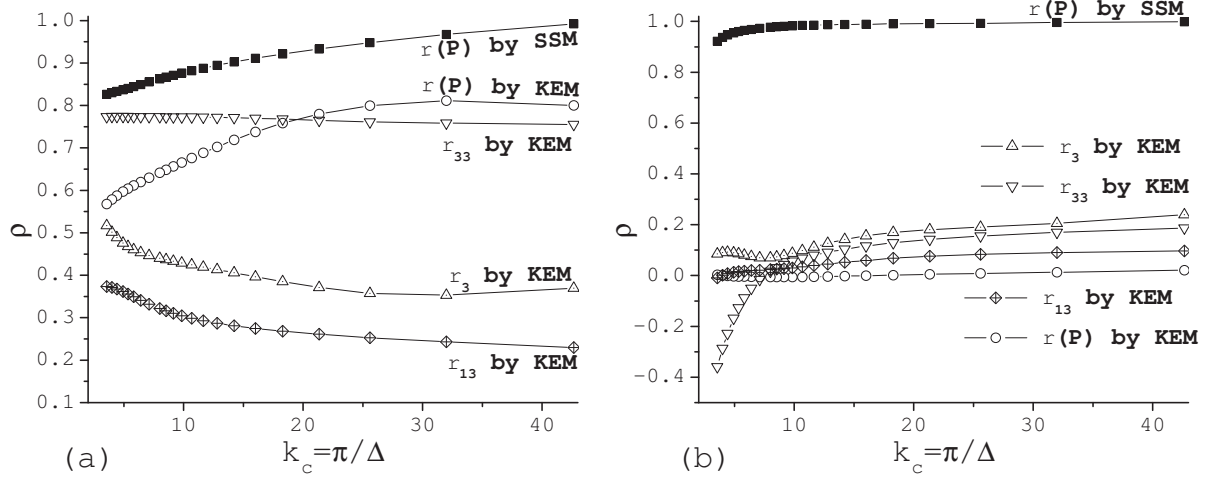 1.0
r(P) by SSM
0.9
r(P) by KEM
0.8
0.7
r33 by KEM
0.6
ρ
0.5
0.4
r3 by KEM
0.3
0.2
r13 by KEM
0.1
10 20 30 40
(a) kc=π/Δ
r(P) by SSM
1.0
0.8
0.6
r3 by KEM
0.4
r33 by KEM
ρ
0.2
0.0
r13 by KEM
-0.2
r(P) by KEM
-0.4
10 20 30 40
(b) kc=π/Δ